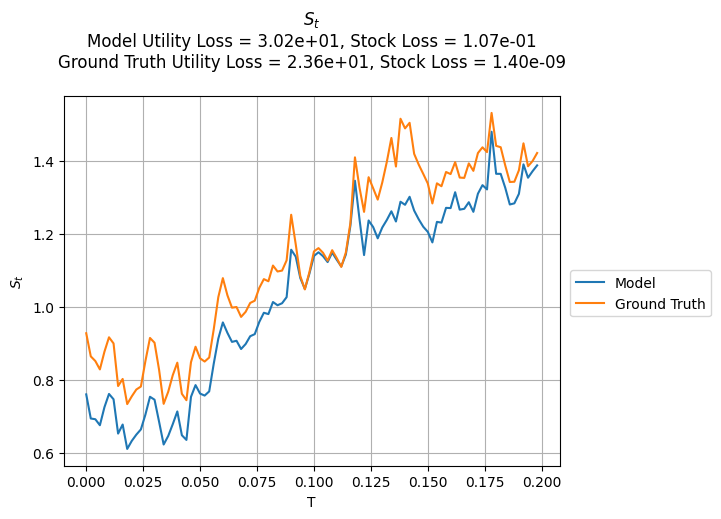 S_t
Model Utility Loss = 3.02e+01, Stock Loss = 1.07e-01
Ground Truth Utility Loss = 2.36e+01, Stock Loss = 1.40e-09
1.4
1.2
1.0
0.8
0.6
S_t
0.000 0.025 0.050 0.075 0.100 0.125 0.150 0.175 0.200
T
Model
Ground Truth